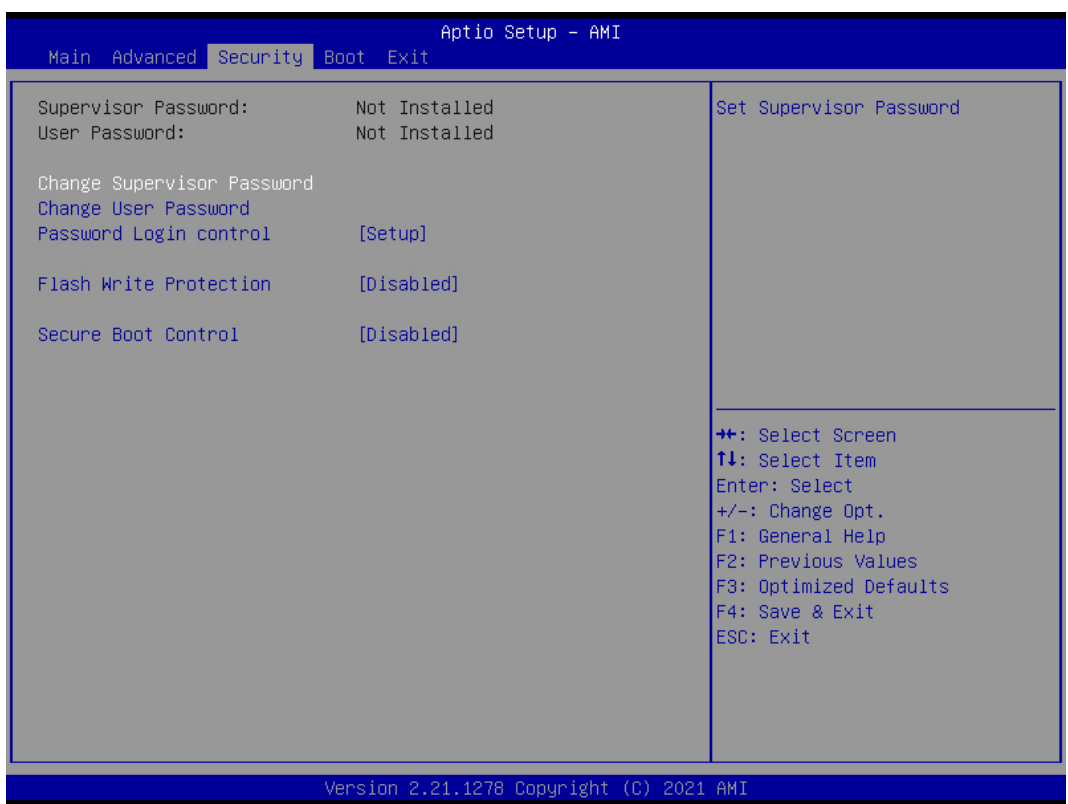 Aptio Setup – AMI
Main Advanced Security Boot Exit
Supervisor Password: Not Installed
User Password: Not Installed
Change Supervisor Password
Change User Password
Password Login control [Setup]
Flash Write Protection [Disabled]
Secure Boot Control [Disabled]
Set Supervisor Password
→←: Select Screen
↑↓: Select Item
Enter: Select
+/-: Change Opt.
F1: General Help
F2: Previous Values
F3: Optimized Defaults
F4: Save & Exit
ESC: Exit
Version 2.21.1278 Copyright (C) 2021 AMI